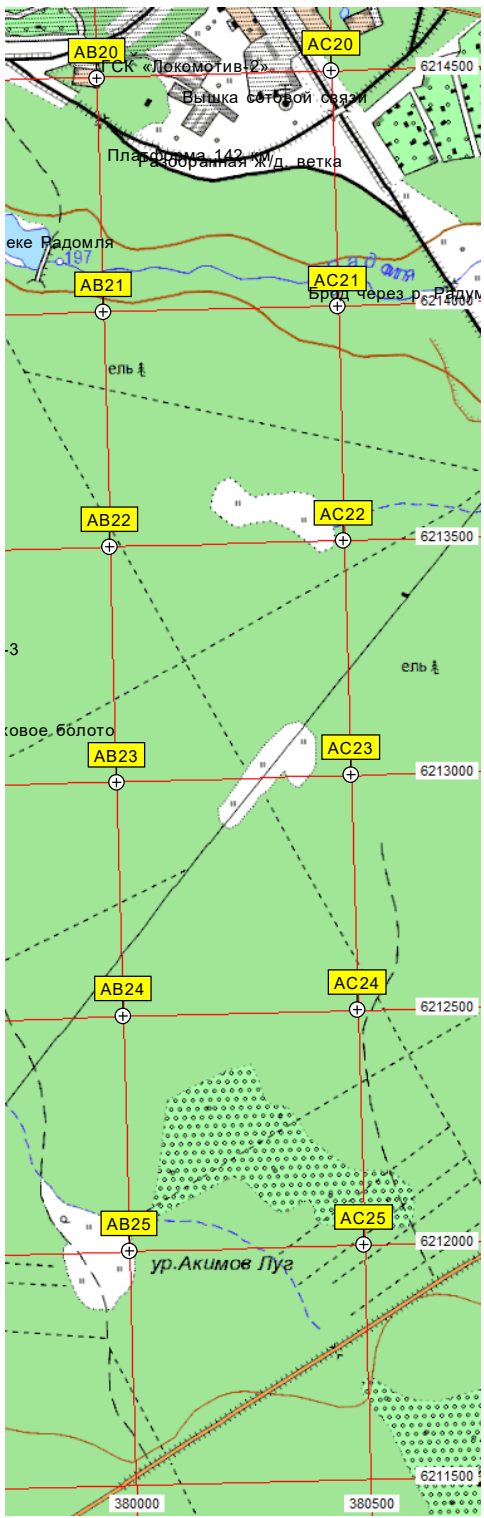 AC20
AB20
6214500
ГСК «Локомотив-2»
Вышка сотовой связи
Платформа 142 км
Разобранная ж/д. ветка
еке Радомля
197
AC21
AB21
Брод через р. Радум
6214000
ель
AC22
AB22
6213500
-3
ель
ковое болото
AC23
AB23
6213000
AC24
AB24
6212500
AC25
AB25
6212000
ур.Акимов Луг
6211500
380000
380500